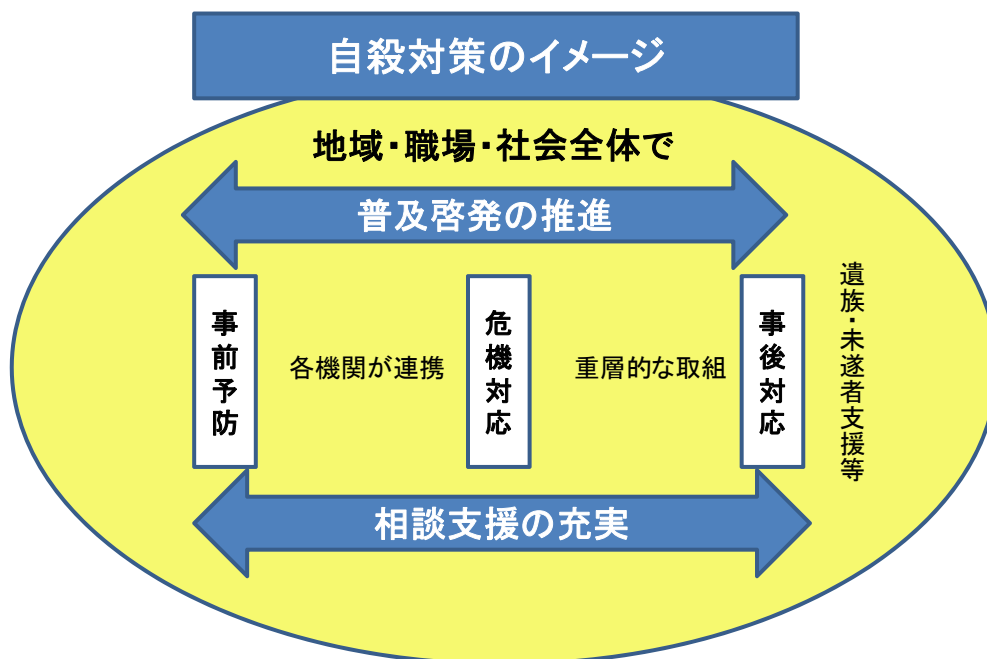 自殺対策のイメージ
地域・職場・社会全体で
普及啓発の推進
事前予防
各機関が連携
危機対応
重層的な取組
事後対応
遺族・未遂者支援等
相談支援の充実